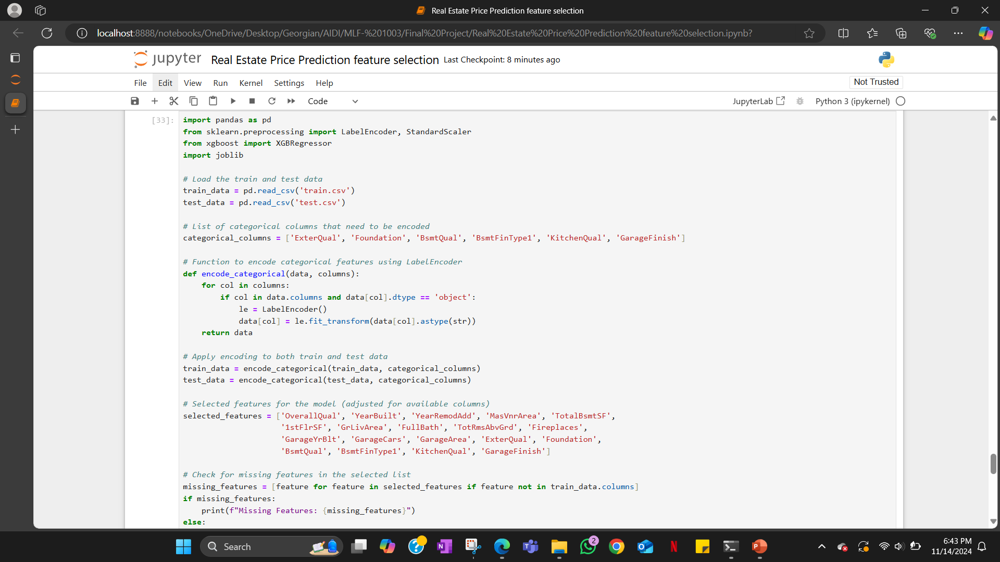 Real Estate Price Prediction feature selection
localhost:8888/notebooks/OneDrive/Desktop/Georgian/AIDI/MLF-%201003/Final%20Project/Real%20Estate%20Price%20Prediction%20feature%20selection.ipynb?
jupyter Real Estate Price Prediction feature selection Last Checkpoint: 8 minutes ago
File Edit View Run Kernel Settings Help Not Trusted
Code JupyterLab Python 3 (ipykernel)
[33]: import pandas as pd
from sklearn.preprocessing import LabelEncoder, StandardScaler
from xgboost import XGBRegressor
import joblib
# Load the train and test data
train_data = pd.read_csv('train.csv')
test_data = pd.read_csv('test.csv')
# List of categorical columns that need to be encoded
categorical_columns = ['ExterQual', 'Foundation', 'BsmtQual', 'BsmtFinType1', 'KitchenQual', 'GarageFinish']
# Function to encode categorical features using LabelEncoder
def encode_categorical(data, columns):
    for col in columns:
        if col in data.columns and data[col].dtype == 'object':
            le = LabelEncoder()
            data[col] = le.fit_transform(data[col].astype(str))
    return data
# Apply encoding to both train and test data
train_data = encode_categorical(train_data, categorical_columns)
test_data = encode_categorical(test_data, categorical_columns)
# Selected features for the model (adjusted for available columns)
selected_features = ['OverallQual', 'YearBuilt', 'YearRemodAdd', 'MasVnrArea', 'TotalBsmtSF',
                     '1stFlrSF', 'GrLivArea', 'FullBath', 'TotRmsAbvGrd', 'Fireplaces',
                     'GarageYrBlt', 'GarageCars', 'GarageArea', 'ExterQual', 'Foundation',
                     'BsmtQual', 'BsmtFinType1', 'KitchenQual', 'GarageFinish']
# Check for missing features in the selected list
missing_features = [feature for feature in selected_features if feature not in train_data.columns]
if missing_features:
    print(f"Missing Features: {missing_features}")
else:
Search 2 6:43 PM
11/14/2024